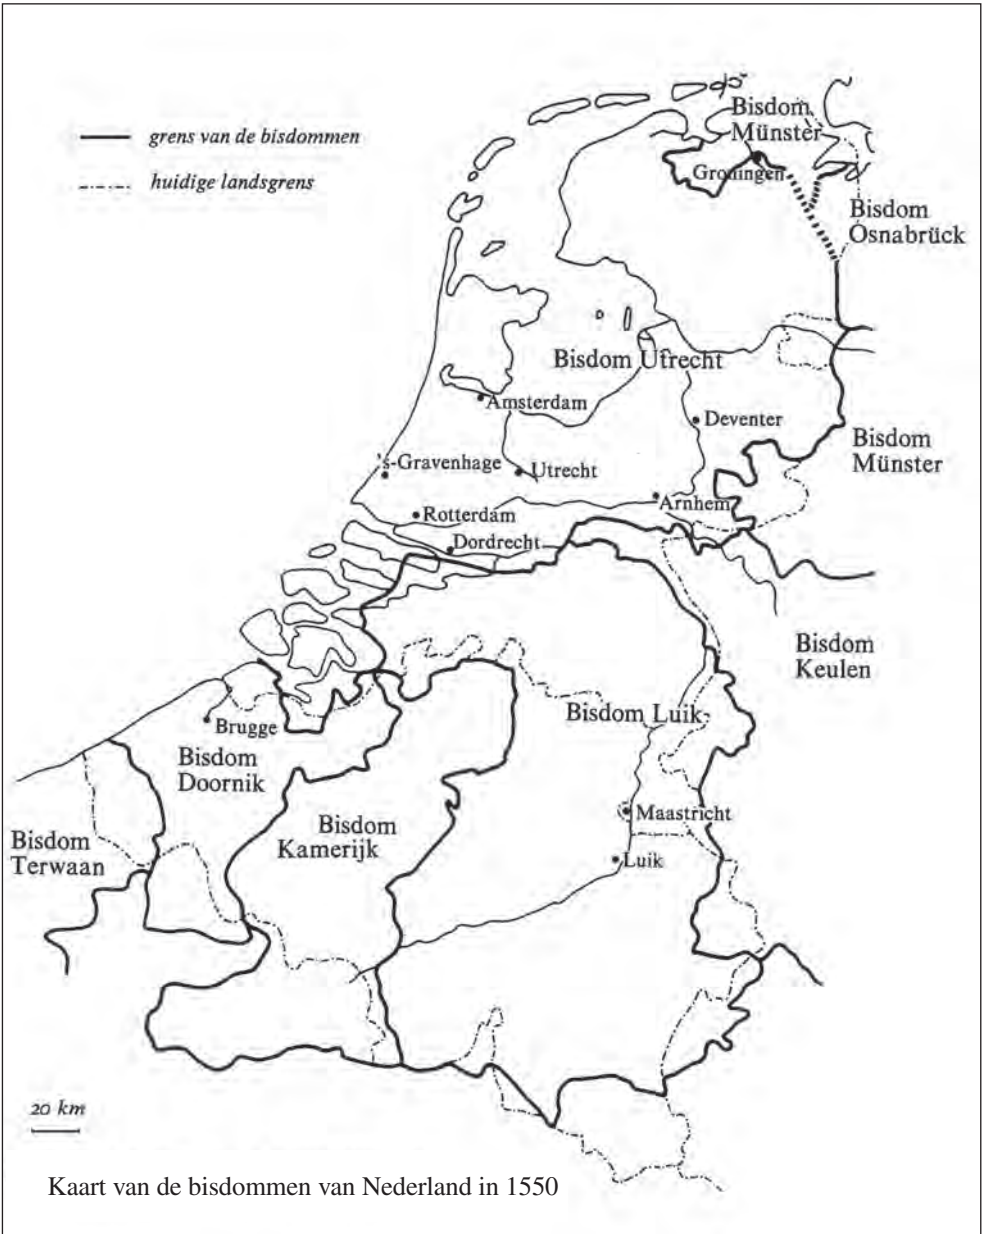 grens van de bisdommen
huidige landsgrens
Bisdom
Münster
Groningen
Bisdom
Osnabrück
Bisdom Utrecht
Amsterdam
Deventer
Bisdom
Münster
's-Gravenhage
Utrecht
Arnhem
Rotterdam
Dordrecht
Bisdom
Keulen
Bisdom Luik
Brugge
Bisdom
Doornik
Bisdom
Kamerijk
Maastricht
Bisdom
Terwaan
Luik
20 km
Kaart van de bisdommen van Nederland in 1550